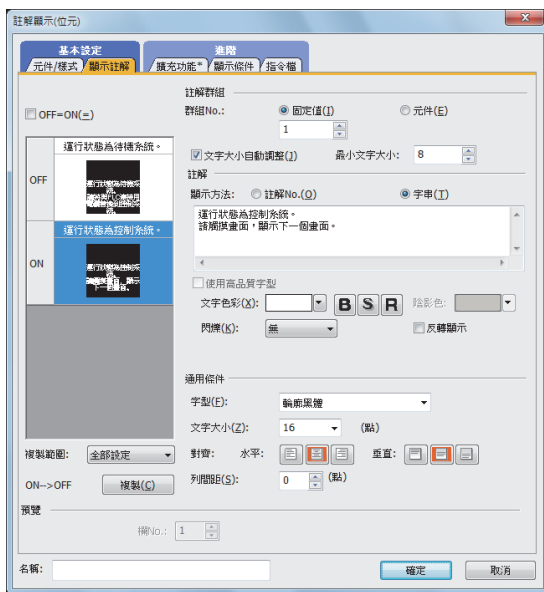 註解顯示(位元)
基本設定 進階
元件/樣式 顯示註解 擴充功能* 顯示條件 指令檔
註解群組
群組No.: 固定值(I) 元件(E)
OFF=ON(=)
1
運行狀態為待機系統。
文字大小自動調整(J) 最小文字大小: 8
註解
OFF
顯示方法: 註解No.(O) 字串(T)
運行狀態為控制系統。
運行狀態為控制系統。
請觸摸畫面，顯示下一個畫面。
ON
使用高品質字型
文字色彩(X): B S R 陰影色:
閃爍(K): 無 反轉顯示
通用條件
字型(F): 輪廓黑體
文字大小(Z): 16 (點)
複製範圍: 全部設定 對齊: 水平: 垂直:
ON-->OFF 複製(C) 列間距(S): 0 (點)
預覽
欄No.: 1
名稱: 確定 取消